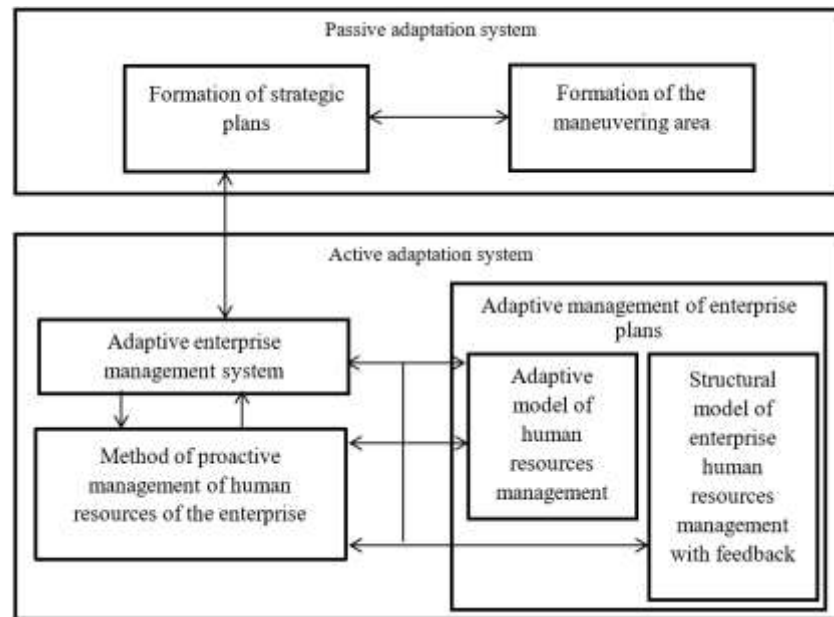 Passive adaptation system
Formation of strategic
plans
Formation of the
maneuvering area
Active adaptation system
Adaptive enterprise
management system
Method of proactive
management of human
resources of the enterprise
Adaptive management of enterprise
plans
Adaptive
model of
human
resources
management
Structural
model of
enterprise
human
resources
management
with feedback